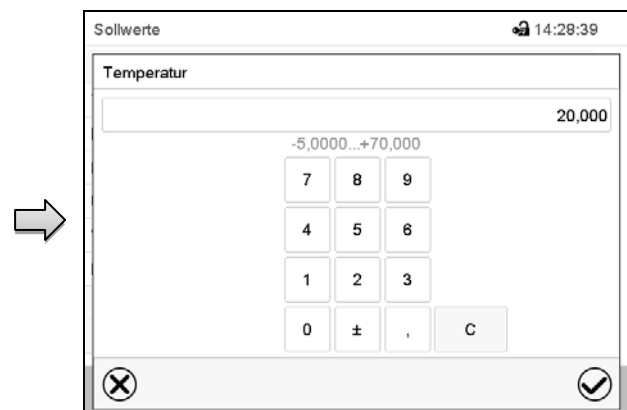 Sollwerte 14:28:39
Temperatur
20,000
-5,0000...+70,000
7 8 9
4 5 6
1 2 3
0 ± , C